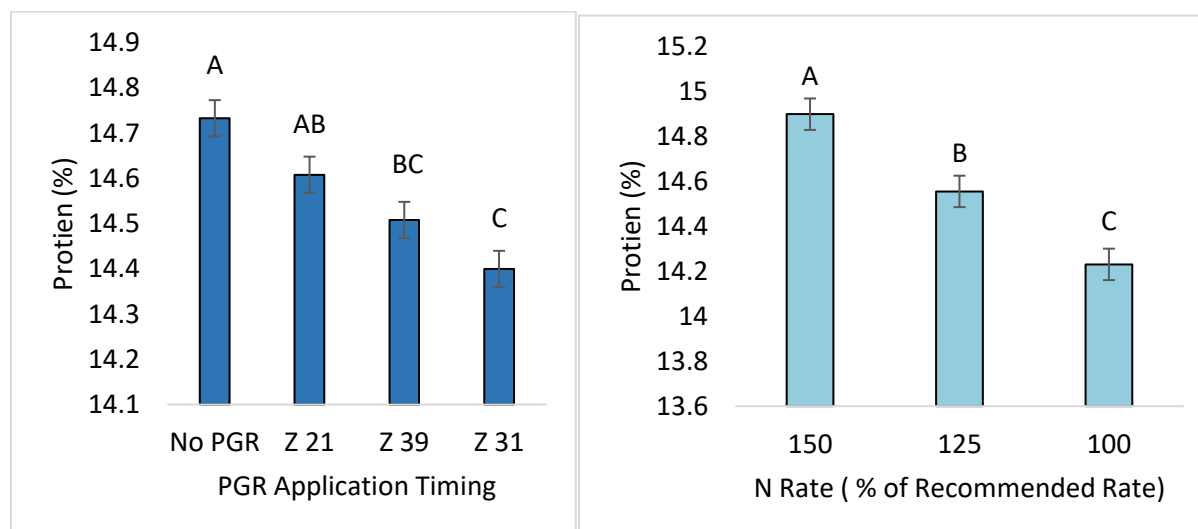 14.9
14.8
14.7
14.6
14.5
14.4
14.3
14.2
14.1
Protien (%)
A
AB
BC
C
No PGR Z 21 Z 39 Z 31
PGR Application Timing
15.2
15
14.8
14.6
14.4
14.2
14
13.8
13.6
Protien (%)
A
B
C
150 125 100
N Rate ( % of Recommended Rate)